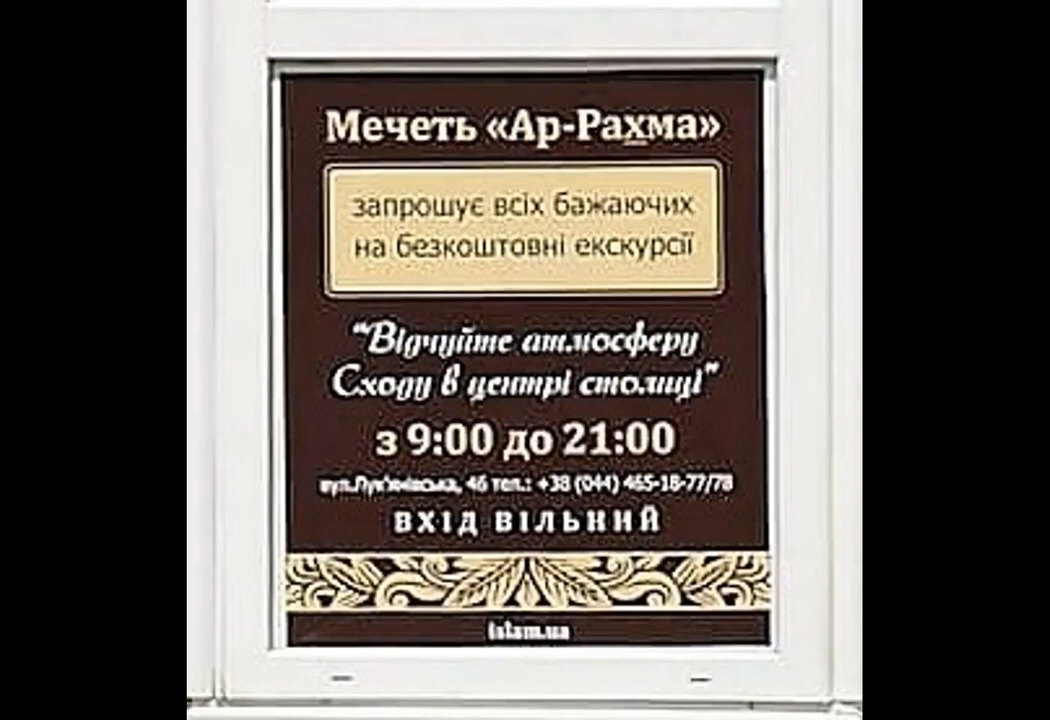 Мечеть «Ар-Рахма»
запрошує всіх бажаючих
на безкоштовні екскурсії
"Відчуйте атмосферу
Сходу в центрі столиці"
з 9:00 до 21:00
вул.Лук'янівська, 46 тел.: +38 (044) 465-18-77/78
ВХІД ВІЛЬНИЙ
islam.ua